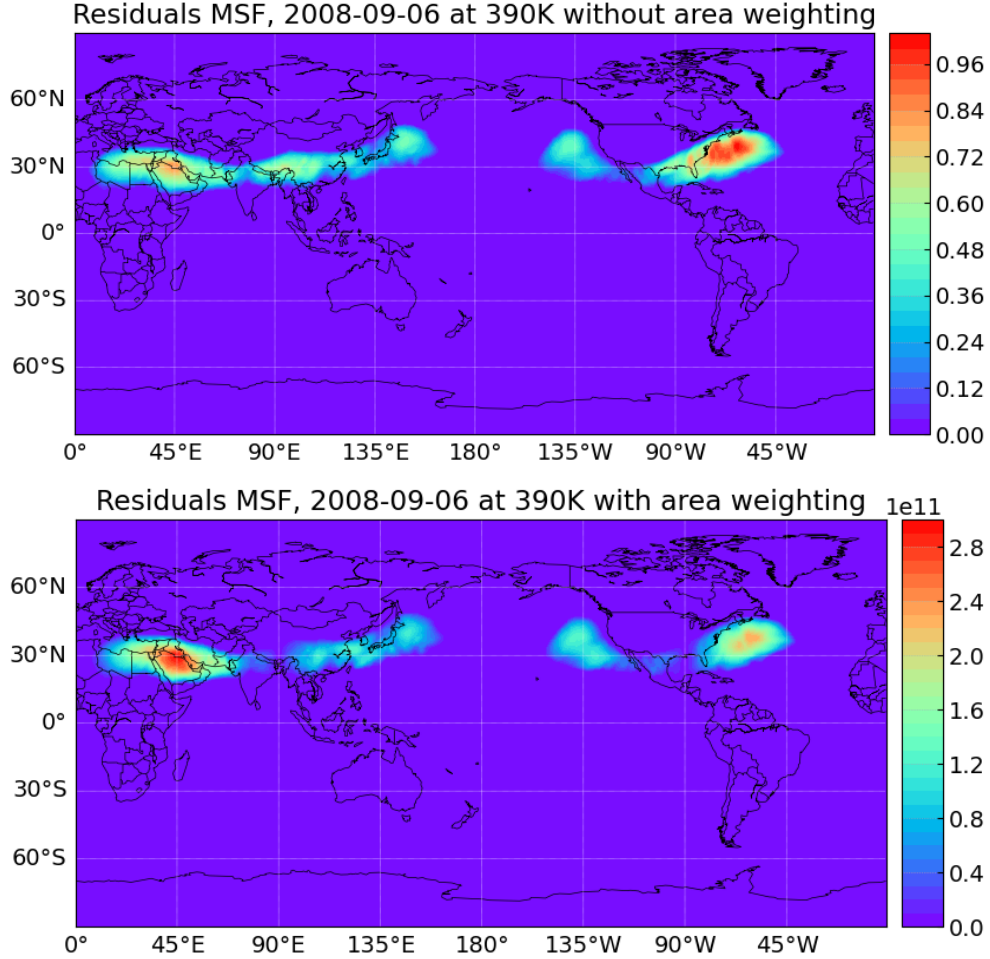 Residuals MSF, 2008-09-06 at 390K without area weighting
0.96
60°N
0.84
30°N
0.72
0.60
0°
0.48
30°S
0.36
0.24
60°S
0.12
0.00
0° 45°E 90°E 135°E 180° 135°W 90°W 45°W
Residuals MSF, 2008-09-06 at 390K with area weighting
1e11
2.8
60°N
2.4
30°N
2.0
0°
1.6
1.2
30°S
0.8
60°S
0.4
0.0
0° 45°E 90°E 135°E 180° 135°W 90°W 45°W